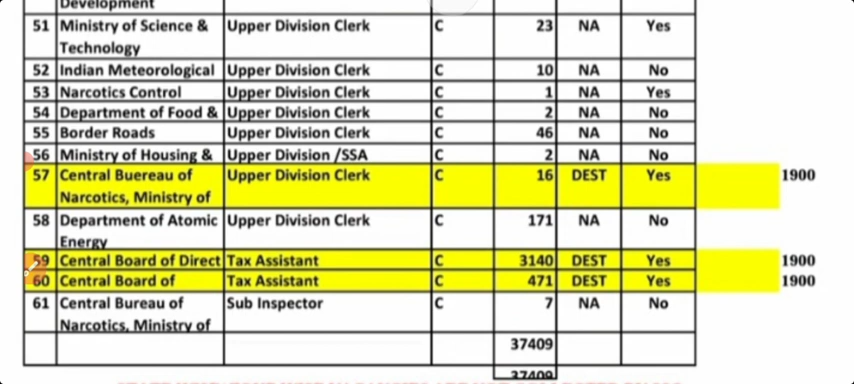 Development
51 Ministry of Science & Upper Division Clerk C 23 NA Yes
Technology
52 Indian Meteorological Upper Division Clerk C 10 NA No
53 Narcotics Control Upper Division Clerk C 1 NA Yes
54 Department of Food & Upper Division Clerk C 2 NA No
55 Border Roads Upper Division Clerk C 46 NA No
56 Ministry of Housing & Upper Division /SSA C 2 NA No
57 Central Buereau of Upper Division Clerk C 16 DEST Yes 1900
Narcotics, Ministry of
58 Department of Atomic Upper Division Clerk C 171 NA No
Energy
59 Central Board of Direct Tax Assistant C 3140 DEST Yes 1900
60 Central Board of Tax Assistant C 471 DEST Yes 1900
61 Central Bureau of Sub Inspector C 7 NA No
Narcotics, Ministry of
37409
37409